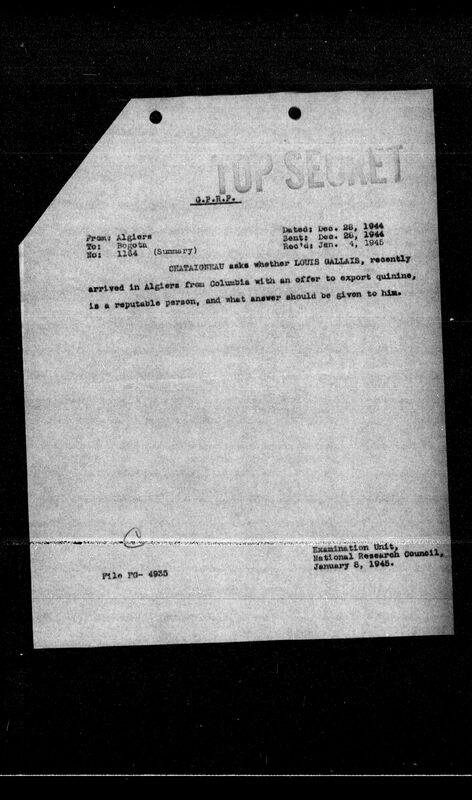 TOP SECRET
G.P.R.F.
From: Algiers
To: Bogota
No: 1184 (Summary)
Dated: Dec. 28, 1944
Sent: Dec. 28, 1944
Rec'd: Jan. 4, 1945
CHATAIGNEAU asks whether LOUIS GALLAIS, recently
arrived in Algiers from Columbia with an offer to export quinine,
is a reputable person, and what answer should be given to him.
C
Examination Unit,
National Research Council,
January 8, 1945.
File FG- 4935